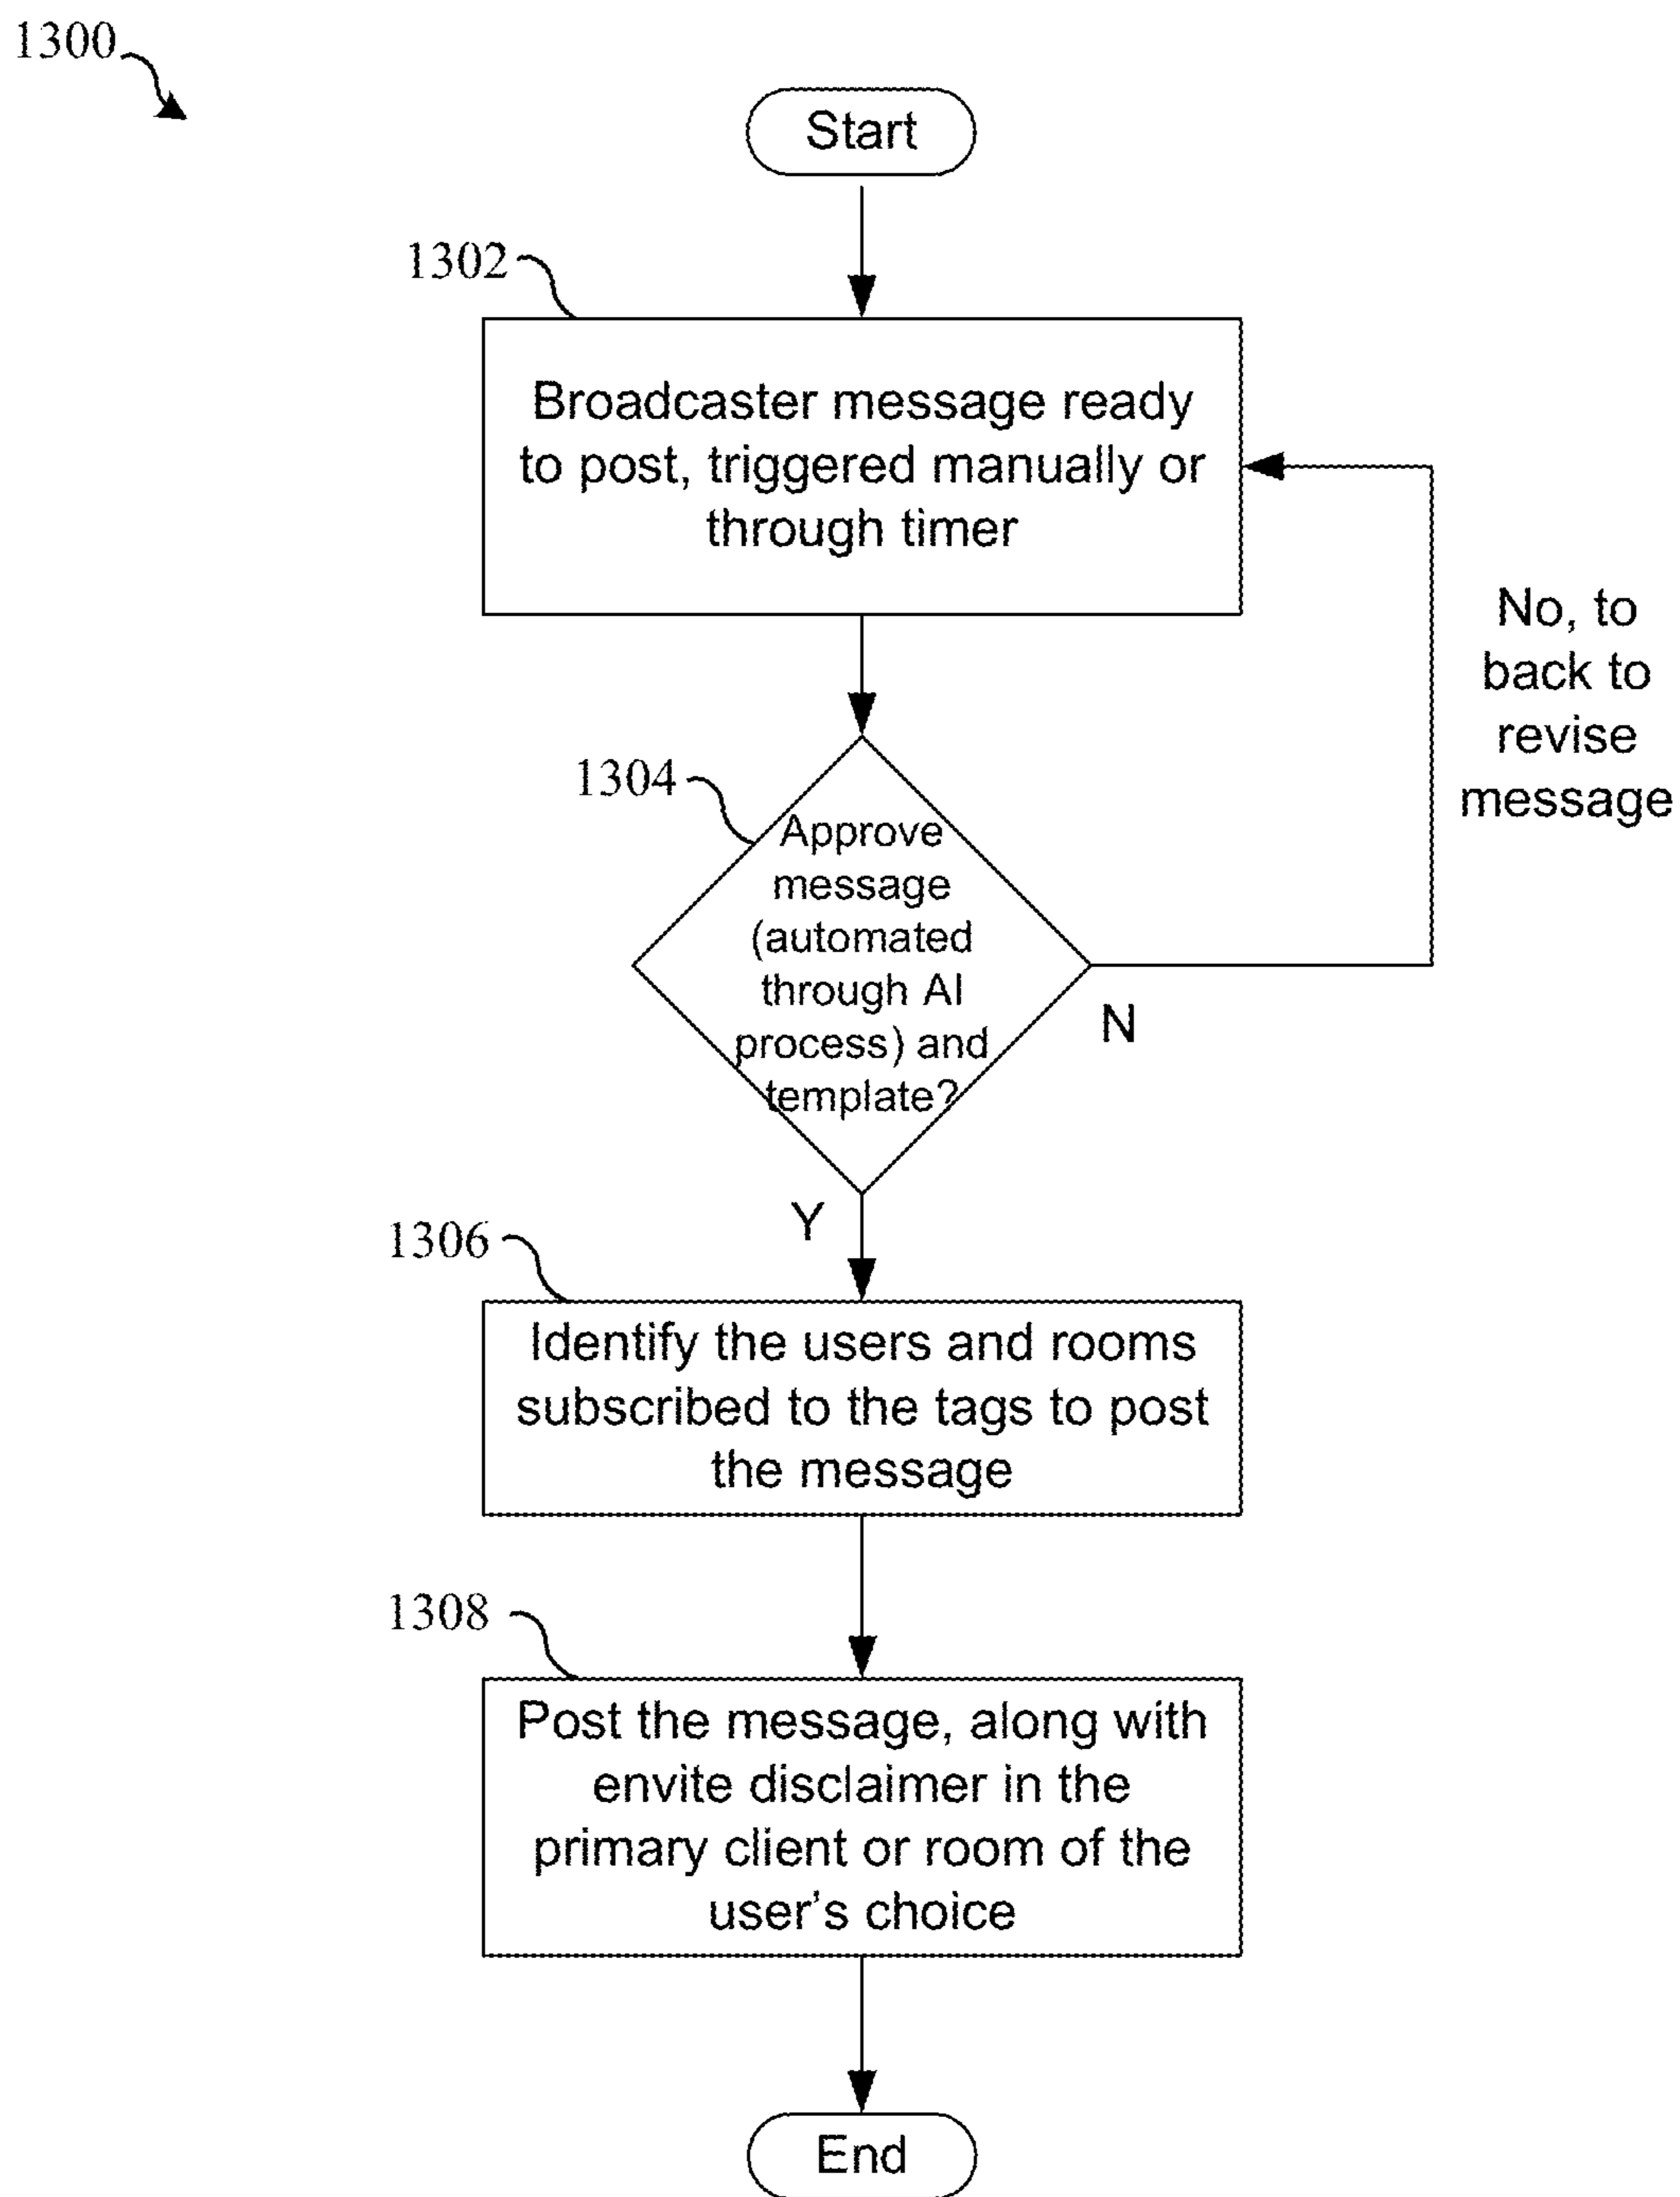 1300
Start
1302
Broadcaster message ready
to post, triggered manually or
through timer
No, to
back to
revise
message
1304
Approve
message
(automated
through AI
process) and
template?
N
Y
1306
Identify the users and rooms
subscribed to the tags to post
the message
1308
Post the message, along with
envite disclaimer in the
primary client or room of the
user's choice
End